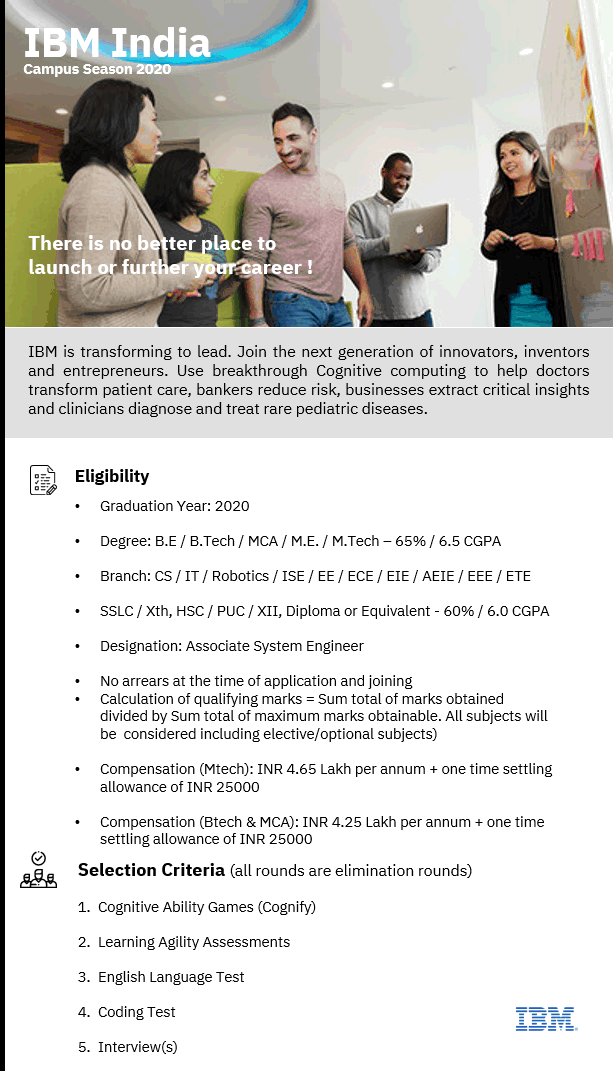 IBM India
Campus Season 2020
There is no better place to
launch or further your career !
IBM is transforming to lead. Join the next generation of innovators, inventors
and entrepreneurs. Use breakthrough Cognitive computing to help doctors
transform patient care, bankers reduce risk, businesses extract critical insights
and clinicians diagnose and treat rare pediatric diseases.
Eligibility
• Graduation Year: 2020
• Degree: B.E / B.Tech / MCA / M.E. / M.Tech – 65% / 6.5 CGPA
• Branch: CS / IT / Robotics / ISE / EE / ECE / EIE / AEIE / EEE / ETE
• SSLC / Xth, HSC / PUC / XII, Diploma or Equivalent - 60% / 6.0 CGPA
• Designation: Associate System Engineer
• No arrears at the time of application and joining
• Calculation of qualifying marks = Sum total of marks obtained
divided by Sum total of maximum marks obtainable. All subjects will
be considered including elective/optional subjects)
• Compensation (Mtech): INR 4.65 Lakh per annum + one time settling
allowance of INR 25000
• Compensation (Btech & MCA): INR 4.25 Lakh per annum + one time
settling allowance of INR 25000
Selection Criteria (all rounds are elimination rounds)
1. Cognitive Ability Games (Cognify)
2. Learning Agility Assessments
3. English Language Test
4. Coding Test
5. Interview(s)
IBM